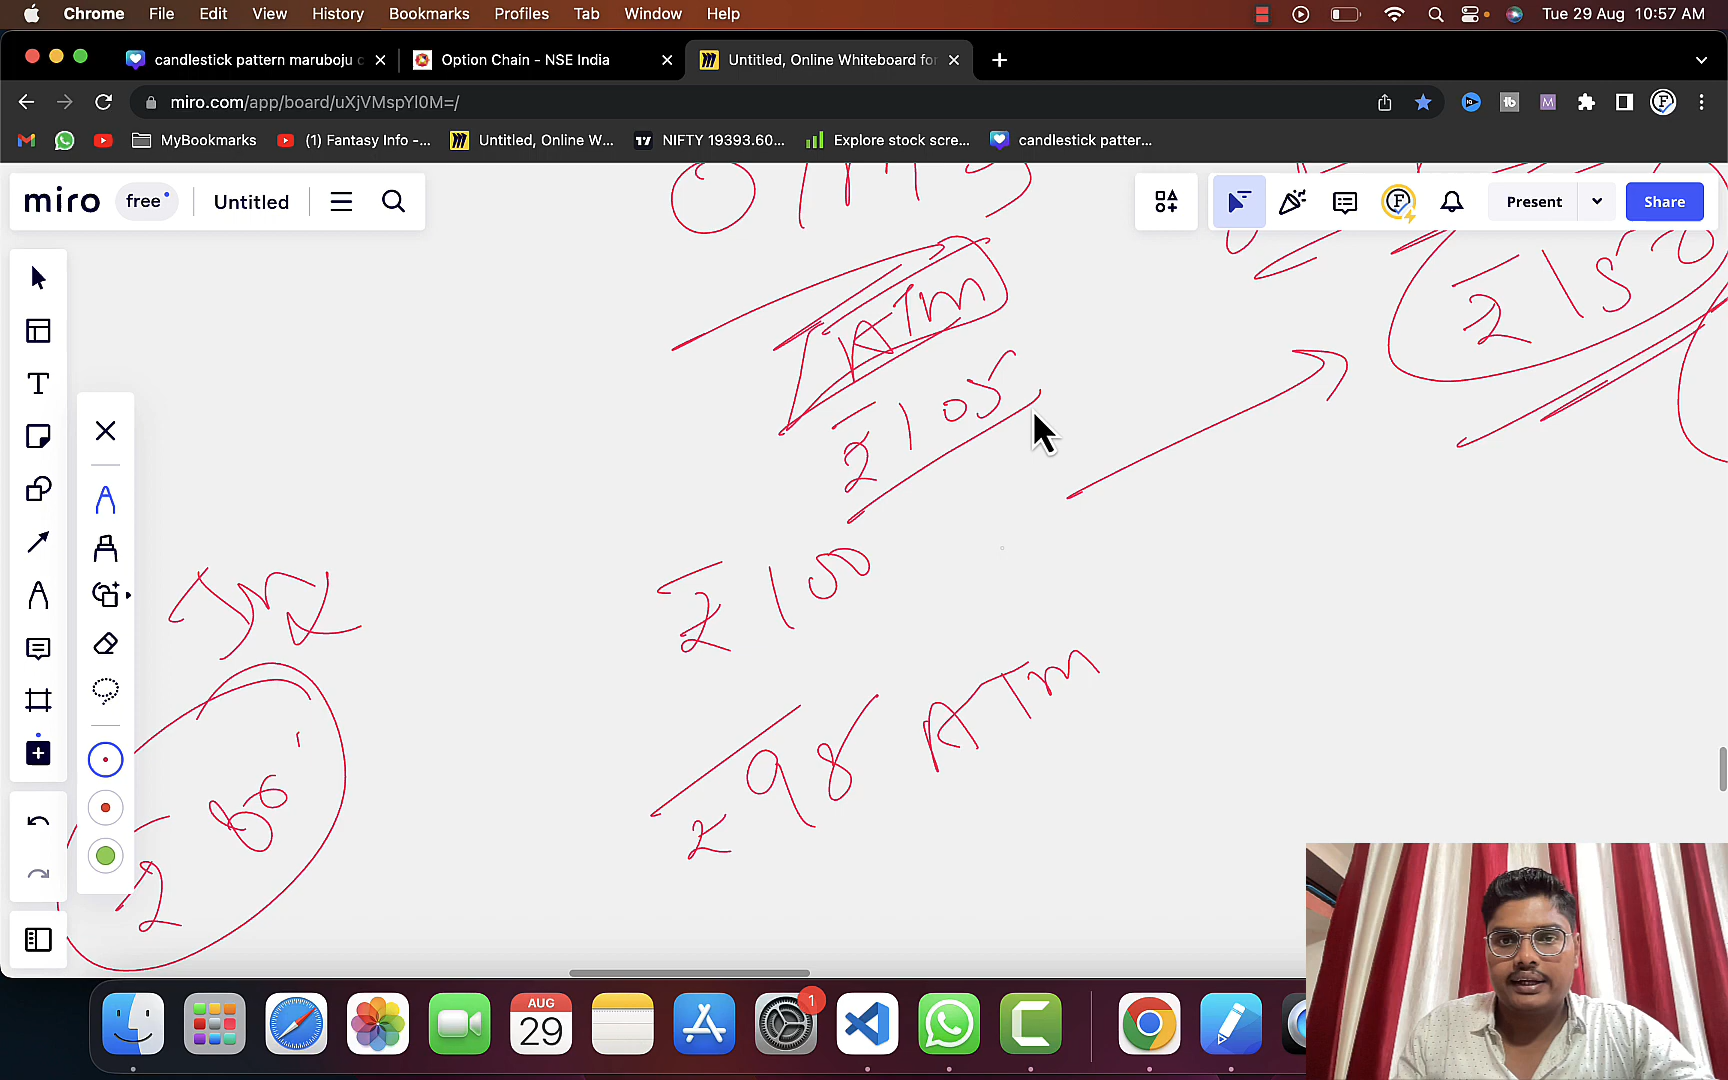 Chrome File Edit View History Bookmarks Profiles Tab Window Help Tue 29 Aug 10:57 AM
candlestick pattern maruboju c Option Chain - NSE India Untitled, Online Whiteboard fo
miro.com/app/board/uXjVMspYl0M=/
MyBookmarks (1) Fantasy Info -... Untitled, Online W... NIFTY 19393.60... Explore stock scre... candlestick patter...
miro free Untitled Present Share
ATM
₹ 105
₹ 150
₹ 100
₹ 98 ATM
AUG
29
1